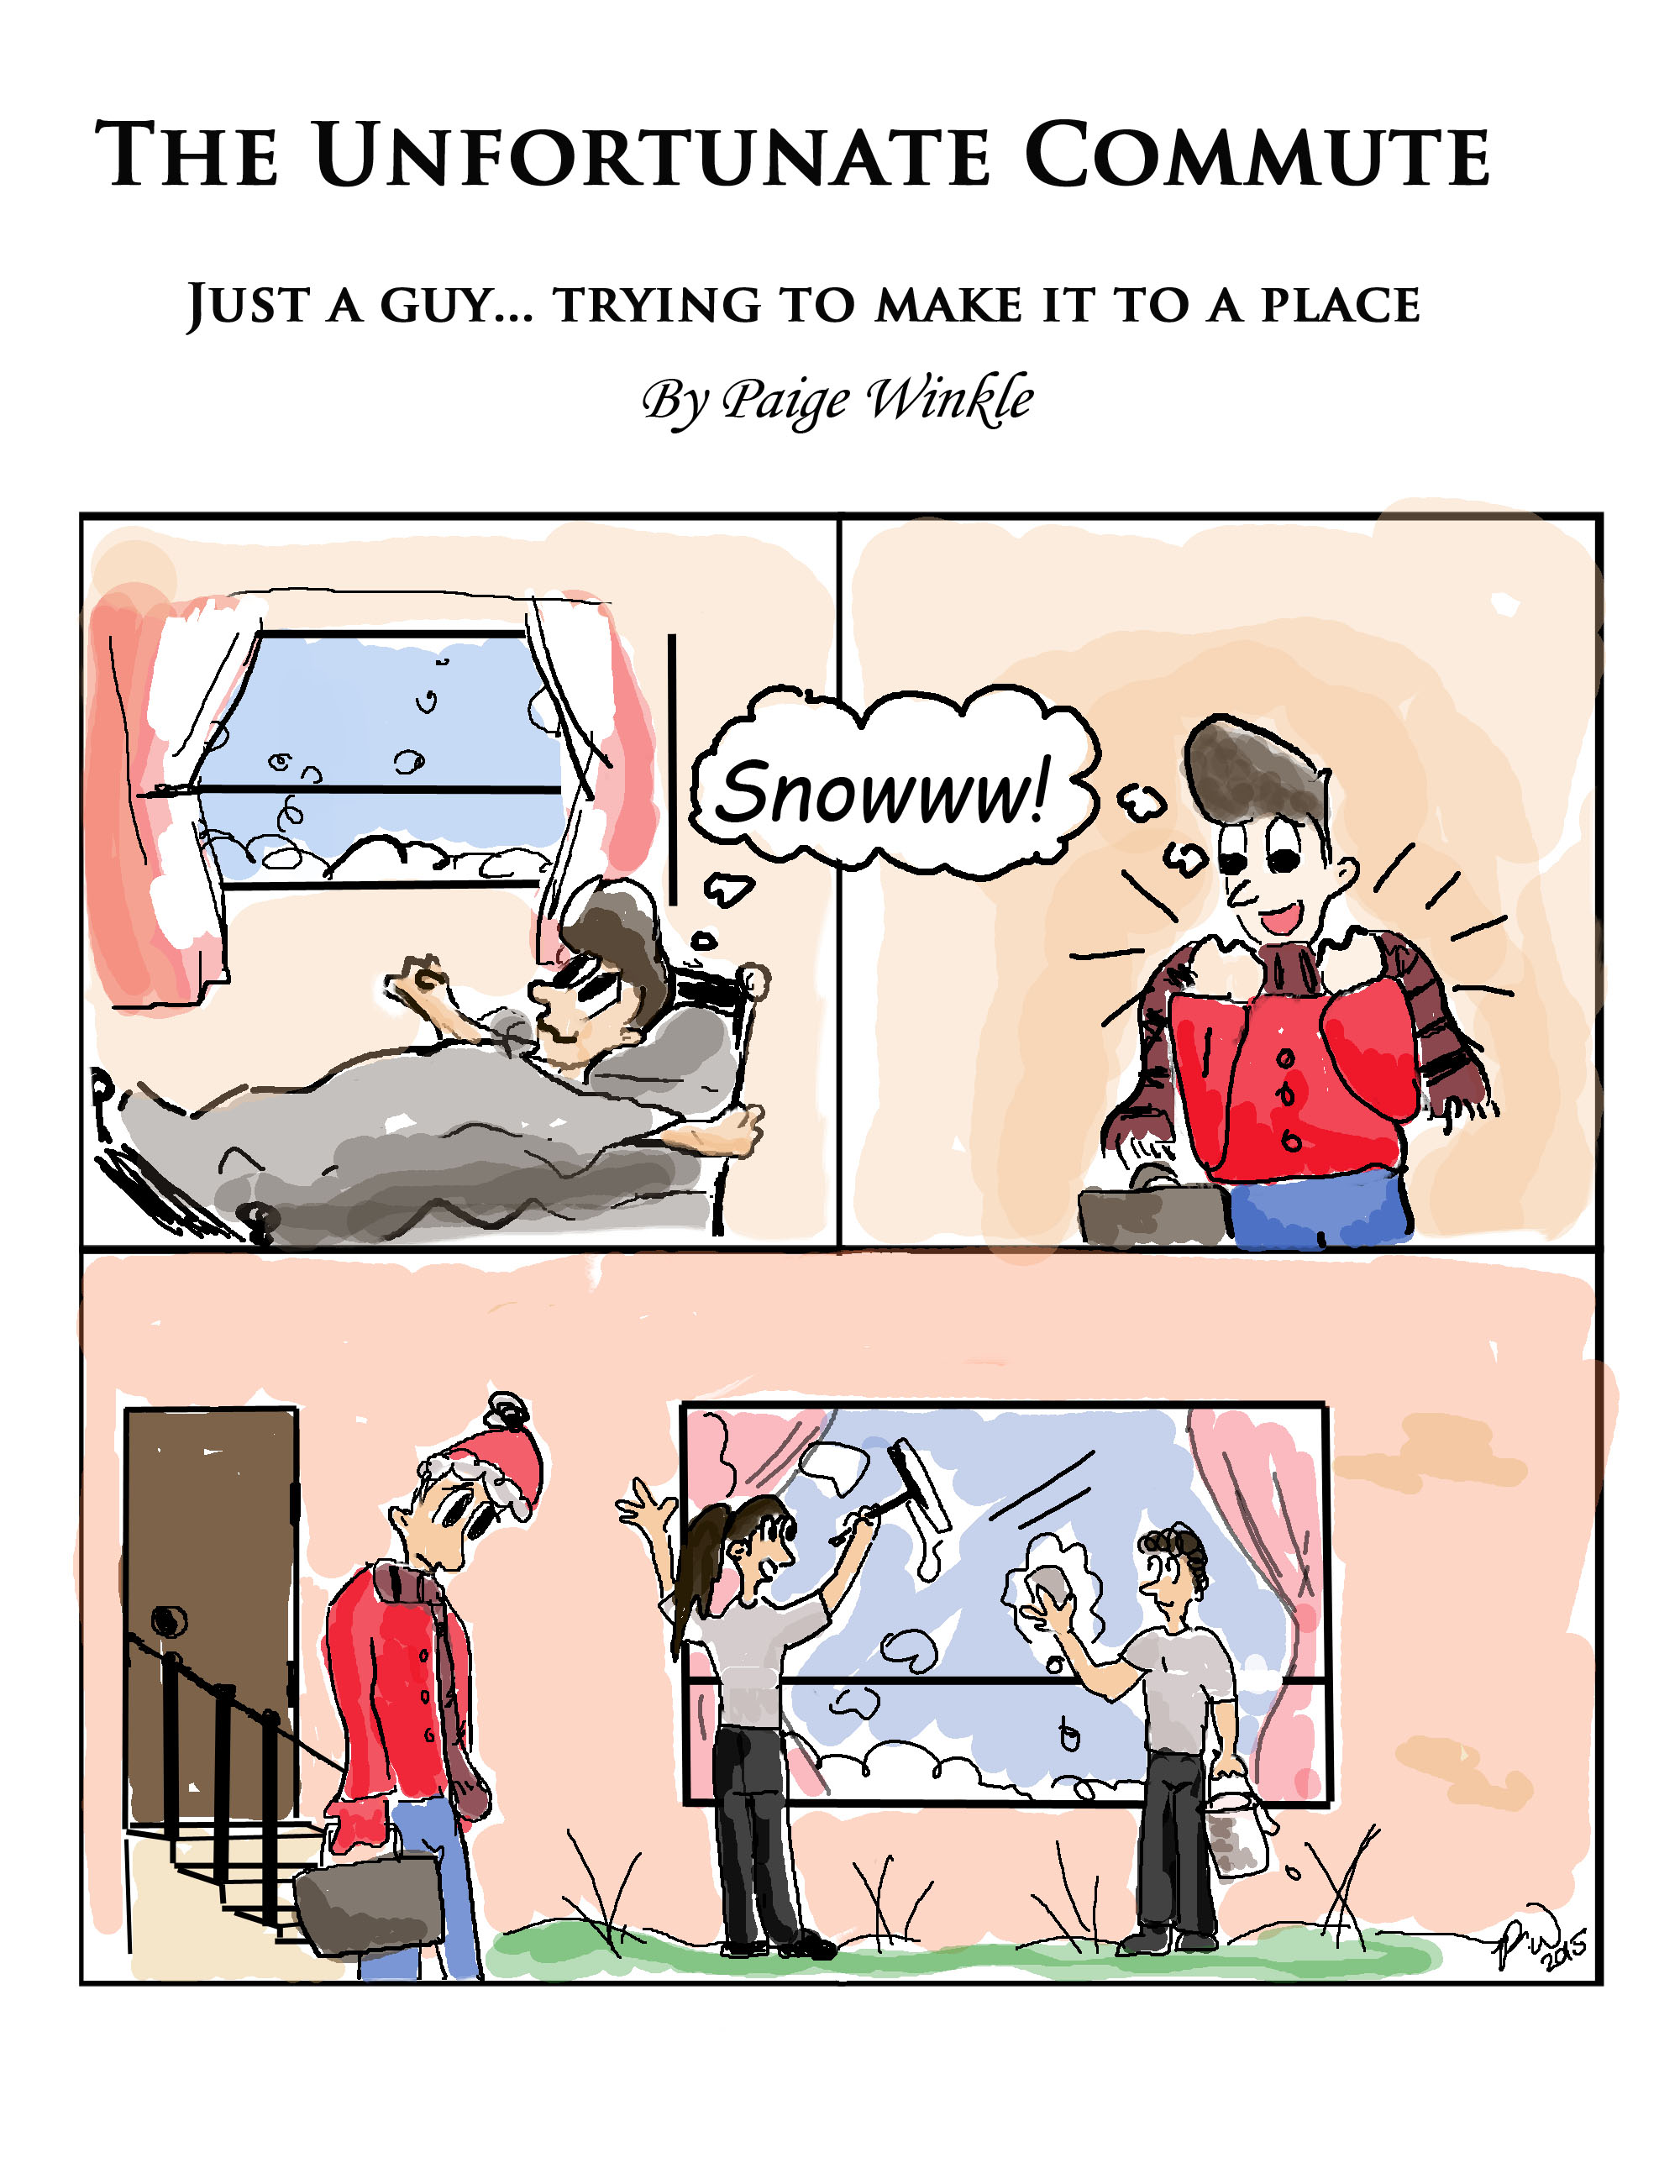 The Unfortunate Commute
Just a guy... trying to make it to a place
By Paige Winkle
Snowww!
P.W
2015